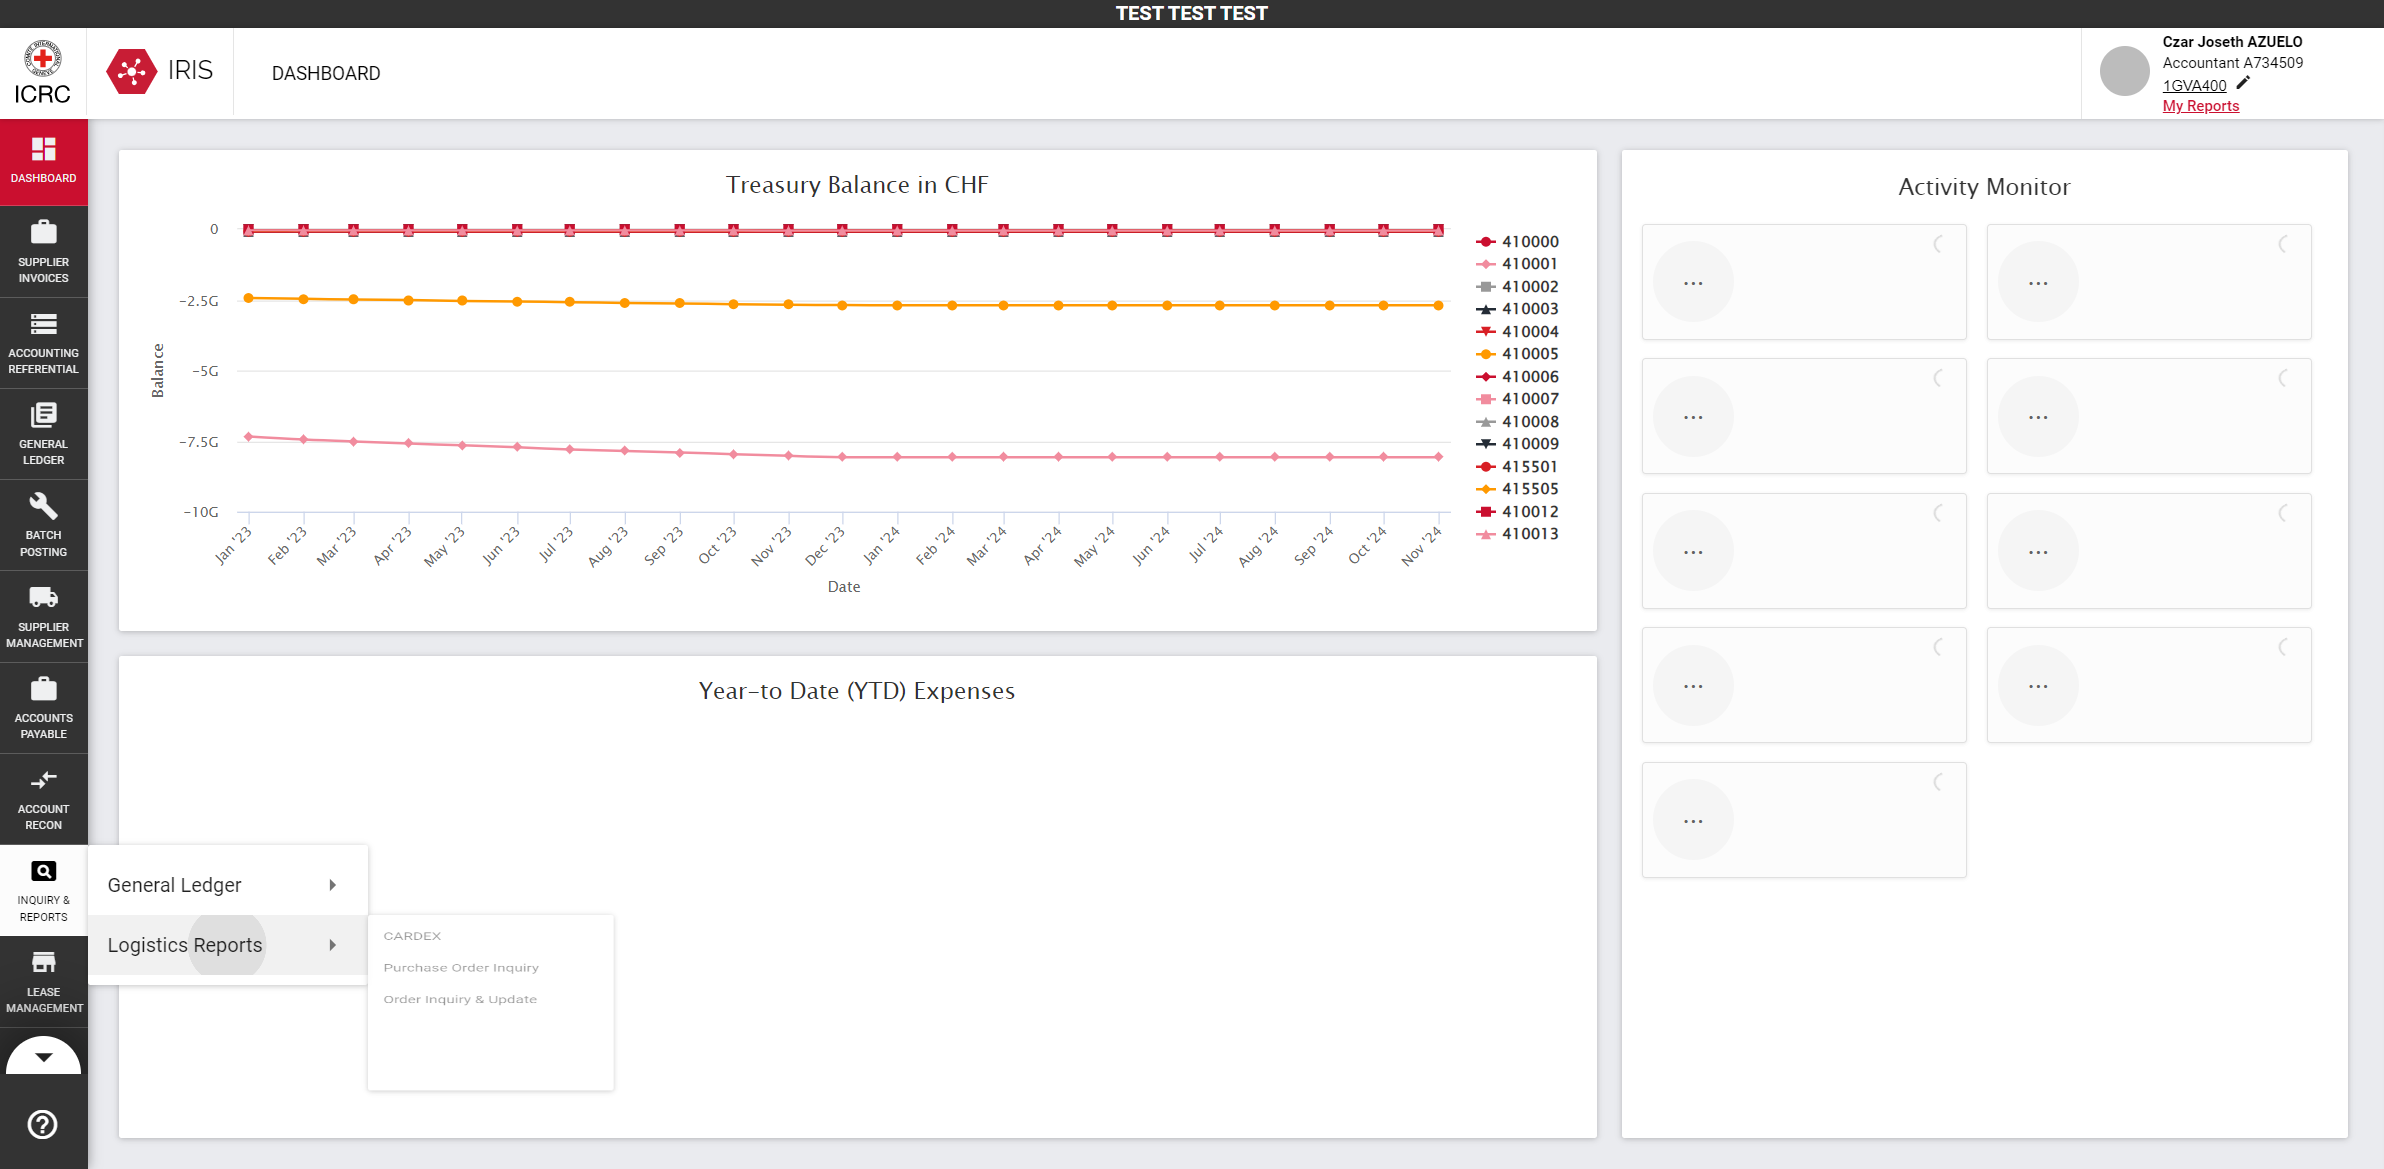 TEST TEST TEST
ICRC
IRIS
DASHBOARD
Czar Joseth AZUELO
Accountant A734509
1GVA400
My Reports
DASHBOARD
SUPPLIER
INVOICES
ACCOUNTING
REFERENTIAL
GENERAL
LEDGER
BATCH
POSTING
SUPPLIER
MANAGEMENT
ACCOUNTS
PAYABLE
ACCOUNT
RECON
INQUIRY &
REPORTS
LEASE
MANAGEMENT
Treasury Balance in CHF
Balance
0
-2.5G
-5G
-7.5G
-10G
Jan '23
Feb '23
Mar '23
Apr '23
May '23
Jun '23
Jul '23
Aug '23
Sep '23
Oct '23
Nov '23
Dec '23
Jan '24
Feb '24
Mar '24
Apr '24
May '24
Jun '24
Jul '24
Aug '24
Sep '24
Oct '24
Nov '24
Date
410000
410001
410002
410003
410004
410005
410006
410007
410008
410009
415501
415505
410012
410013
Year-to Date (YTD) Expenses
General Ledger
Logistics Reports
CARDEX
Purchase Order Inquiry
Order Inquiry & Update
Activity Monitor
...
...
...
...
...
...
...
...
...